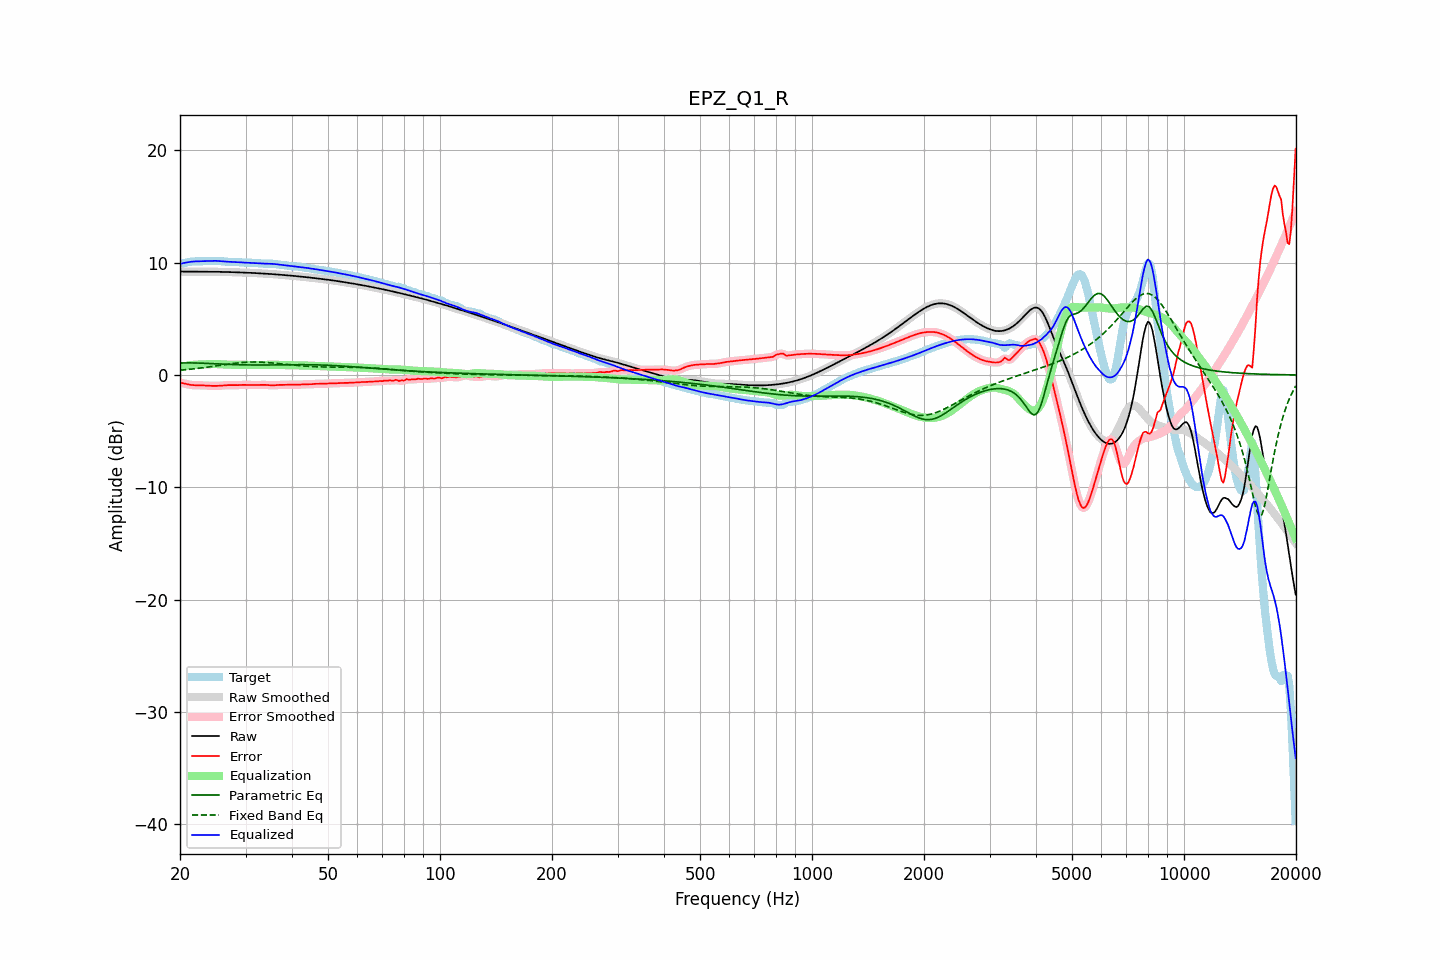 EPZ_Q1_R
Amplitude (dBr)
20
10
0
−10
−20
−30
−40
Target
Raw Smoothed
Error Smoothed
Raw
Error
Equalization
Parametric Eq
Fixed Band Eq
Equalized
20 50 100 200 500 1000 2000 5000 10000 20000
Frequency (Hz)